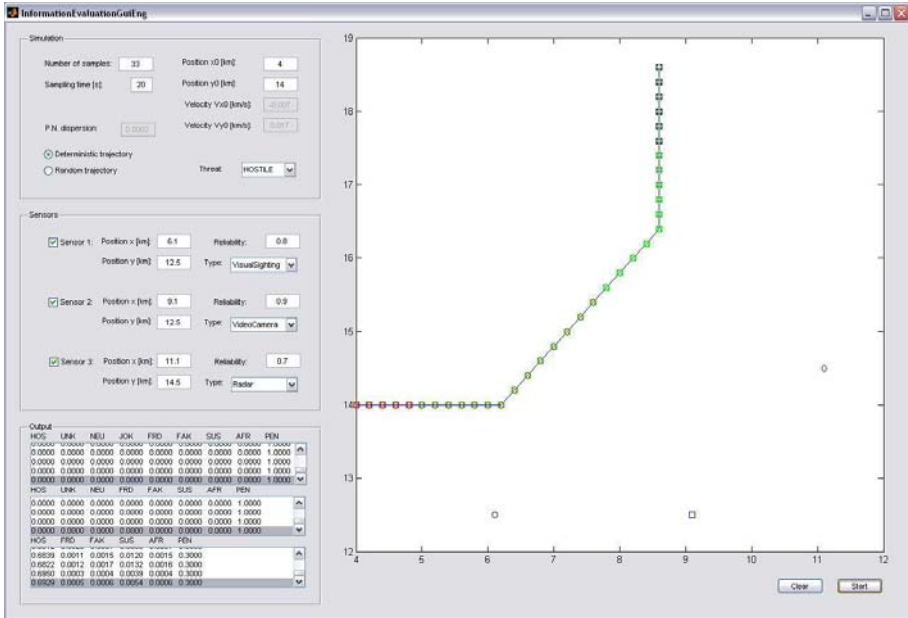 InformationEvaluationGuiEng
Simulation
Number of samples: 33 Position x0 [km]: 4
Sampling time [s]: 20 Position y0 [km]: 14
Velocity Vx0 [km/s]: -0.007
Velocity Vy0 [km/s]: 0.017
P.N. dispersion: 0.0003
Deterministic trajectory
Random trajectory Threat: HOSTILE
Sensors
Sensor 1: Position x [km]: 6.1 Reliability: 0.8
Position y [km]: 12.5 Type: VisualSighting
Sensor 2: Position x [km]: 9.1 Reliability: 0.9
Position y [km]: 12.5 Type: VideoCamera
Sensor 3: Position x [km]: 11.1 Reliability: 0.7
Position y [km]: 14.5 Type: Radar
Output
HOS UNK NEU JOK FRD FAK SUS AFR PEN
0.0000 0.0000 0.0000 0.0000 0.0000 0.0000 0.0000 0.0000 1.0000
0.0000 0.0000 0.0000 0.0000 0.0000 0.0000 0.0000 0.0000 1.0000
0.0000 0.0000 0.0000 0.0000 0.0000 0.0000 0.0000 0.0000 1.0000
0.0000 0.0000 0.0000 0.0000 0.0000 0.0000 0.0000 0.0000 1.0000
HOS UNK NEU FRD FAK SUS AFR PEN
0.0000 0.0000 0.0000 0.0000 0.0000 0.0000 0.0000 1.0000
0.0000 0.0000 0.0000 0.0000 0.0000 0.0000 0.0000 1.0000
0.0000 0.0000 0.0000 0.0000 0.0000 0.0000 0.0000 1.0000
0.0000 0.0000 0.0000 0.0000 0.0000 0.0000 0.0000 1.0000
HOS FRD FAK SUS AFR PEN
0.6839 0.0011 0.0015 0.0120 0.0015 0.3000
0.6822 0.0012 0.0017 0.0132 0.0016 0.3000
0.6950 0.0003 0.0004 0.0039 0.0004 0.3000
0.6929 0.0005 0.0006 0.0054 0.0006 0.3000
19
18
17
16
15
14
13
12
4 5 6 7 8 9 10 11 12
Clear Start